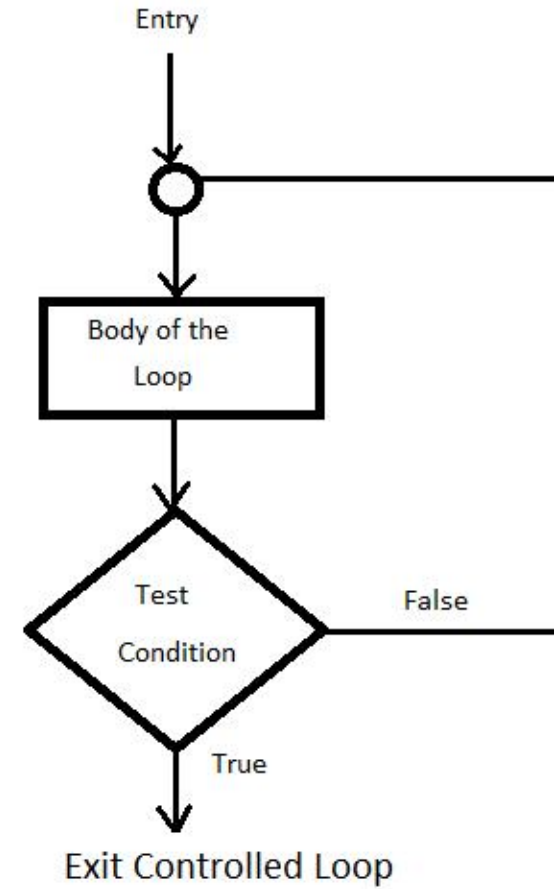 Entry
Body of the
Loop
Test
Condition
False
True
Exit Controlled Loop